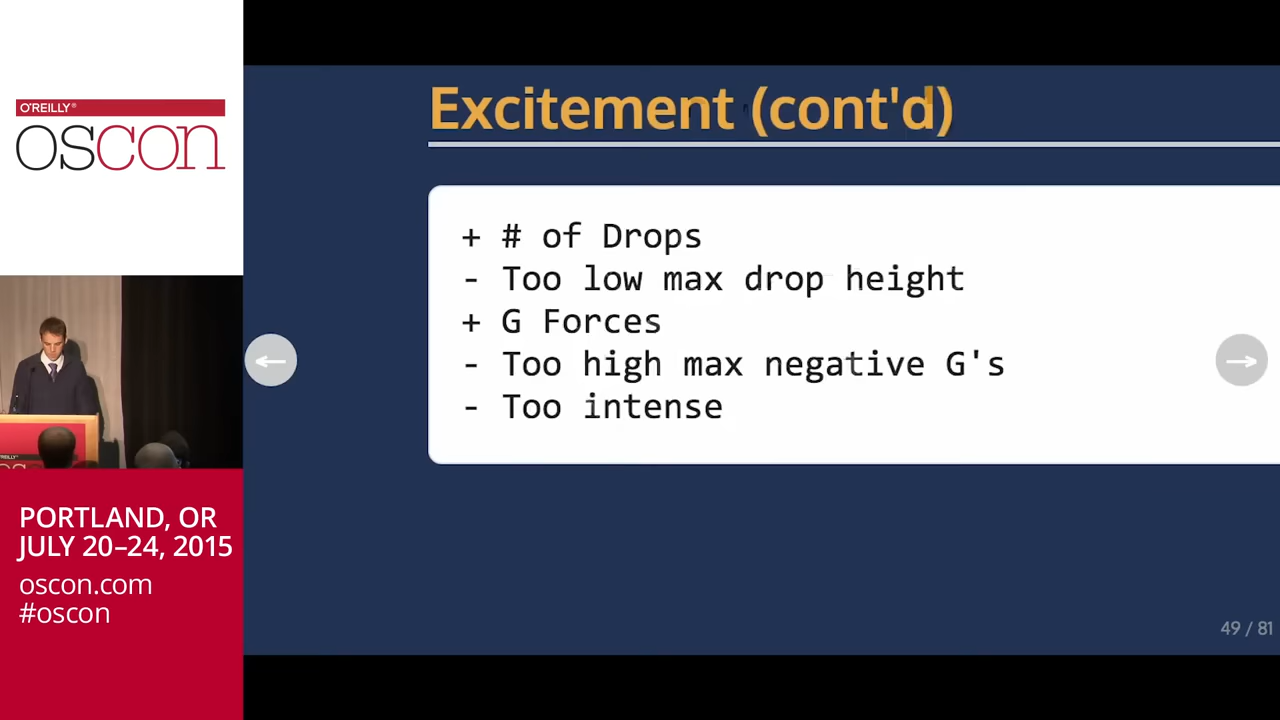 O'REILLY®
oscon
PORTLAND, OR
JULY 20–24, 2015
oscon.com
#oscon
Excitement (cont'd)
+ # of Drops
- Too low max drop height
+ G Forces
- Too high max negative G's
- Too intense
49 / 81
O'REILLY